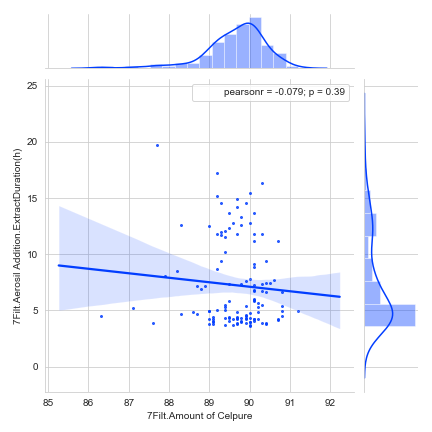 pearsonr = -0.079; p = 0.39
25
20
15
10
5
0
7Filt.Aerosil Addition.ExtractDuration(h)
85 86 87 88 89 90 91 92
7Filt.Amount of Celpure